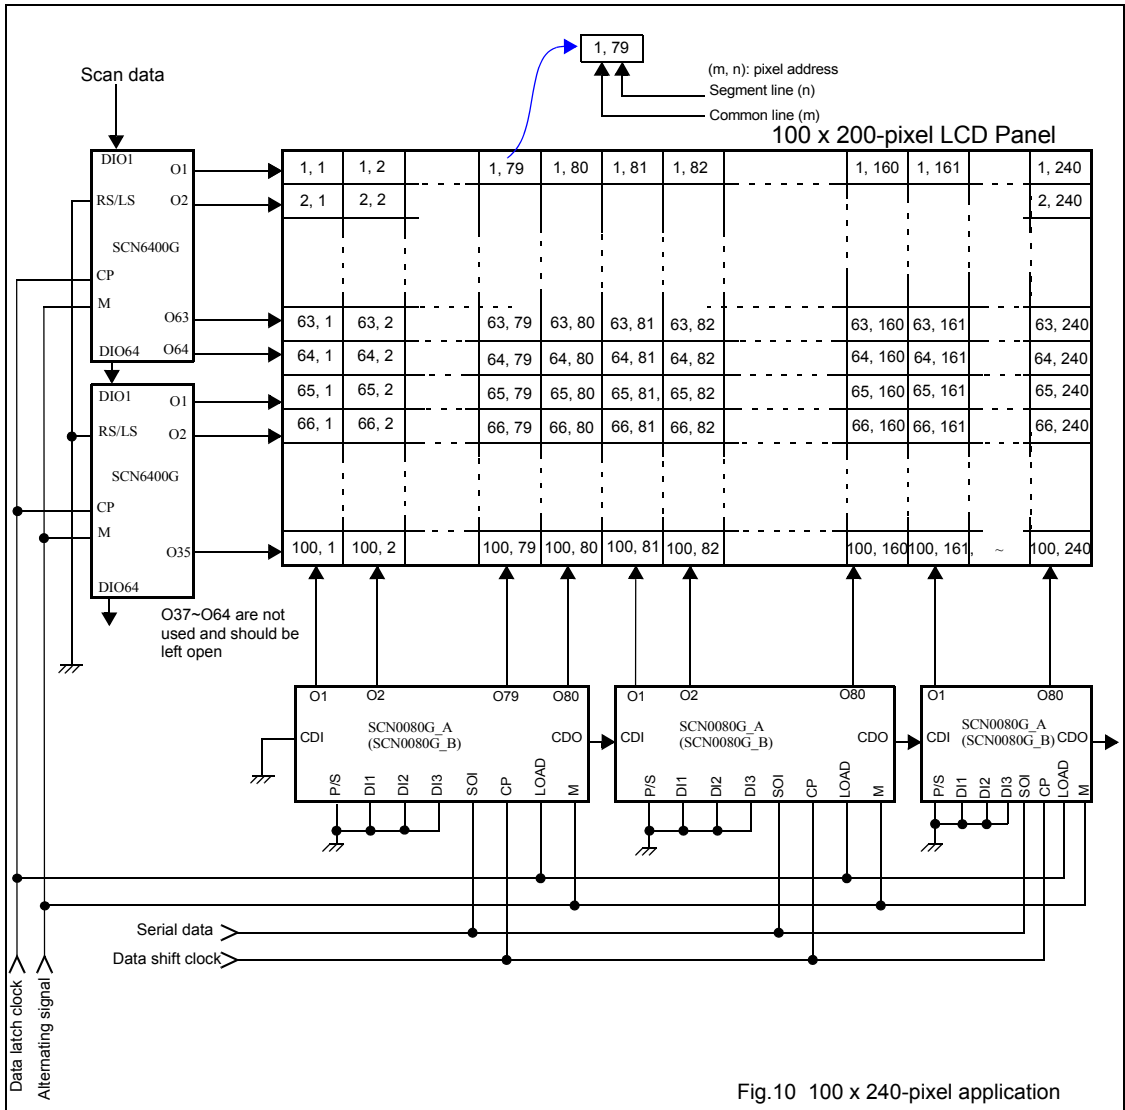 1, 79
(m, n): pixel address
Segment line (n)
Common line (m)
Scan data
100 x 200-pixel LCD Panel
DIO1
O1
RS/LS
O2
SCN6400G
CP
M
O63
O64
DIO64
1, 1 1, 2 1, 79 1, 80 1, 81 1, 82 1, 160 1, 161 1, 240
2, 1 2, 2 2, 240
63, 1 63, 2 63, 79 63, 80 63, 81 63, 82 63, 160 63, 161 63, 240
64, 1 64, 2 64, 79 64, 80 64, 81 64, 82 64, 160 64, 161 64, 240
DIO1
O1
RS/LS
O2
SCN6400G
CP
M
O35
DIO64
65, 1 65, 2 65, 79 65, 80 65, 81, 65, 82 65, 160 65, 161 65, 240
66, 1 66, 2 66, 79 66, 80 66, 81 66, 82 66, 160 66, 161 66, 240
100, 1 100, 2 100, 79 100, 80 100, 81 100, 82 100, 160 100, 161, ~ 100, 240
O37~O64 are not
used and should be
left open
O1 O2 O79 O80
SCN0080G_A
(SCN0080G_B)
CDI CDO
P/S DI1 DI2 DI3 SOI CP LOAD M
O1 O2 O80
SCN0080G_A
(SCN0080G_B)
CDI CDO
P/S DI1 DI2 DI3 SOI CP LOAD M
O1 O80
SCN0080G_A
(SCN0080G_B)
CDI CDO
P/S DI1 DI2 DI3 SOI CP LOAD M
Serial data
Data shift clock
Data latch clock
Alternating signal
Fig.10 100 x 240-pixel application